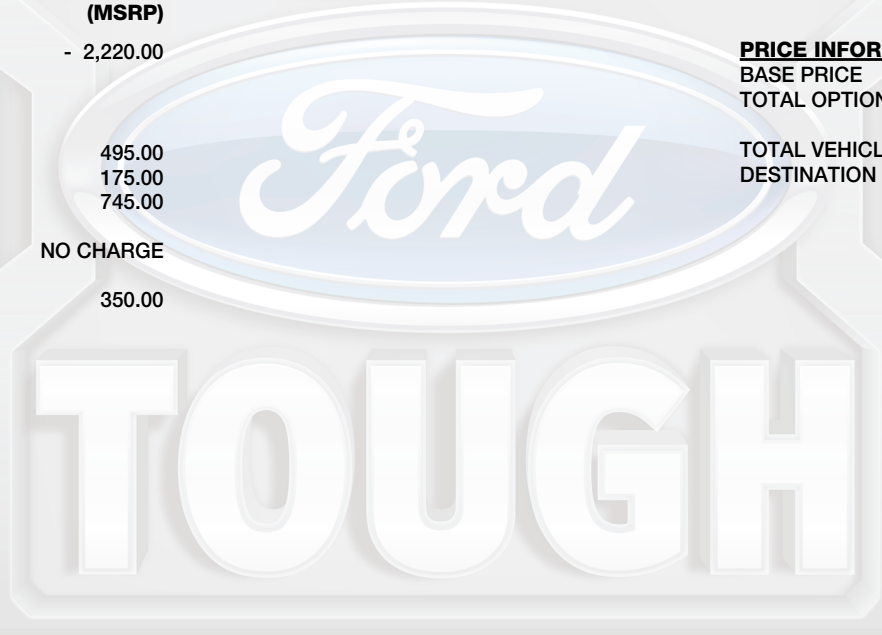 (MSRP)
- 2,220.00
495.00
175.00
745.00
NO CHARGE
350.00
PRICE INFOR
BASE PRICE
TOTAL OPTION
TOTAL VEHICL
DESTINATION
Ford
TOUGH